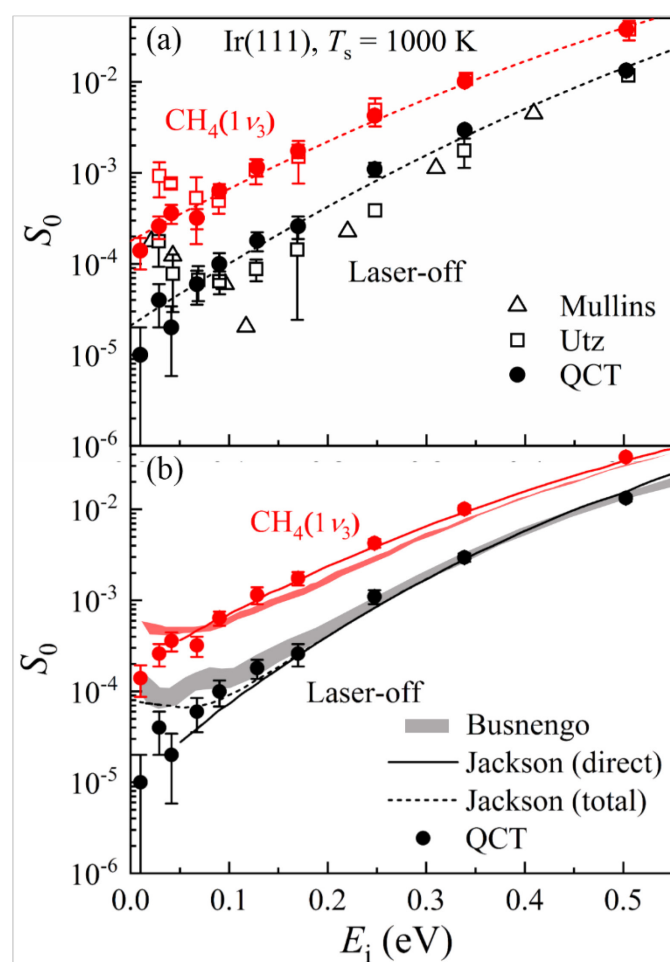 (a) Ir(111), Tₛ = 1000 K
10⁻²
CH₄(1ν₃)
10⁻³
S₀
10⁻⁴
Laser-off
Mullins
10⁻⁵
Utz
QCT
10⁻⁶
(b)
10⁻²
CH₄(1ν₃)
10⁻³
S₀
10⁻⁴
Laser-off
Busnengo
Jackson (direct)
10⁻⁵
Jackson (total)
QCT
10⁻⁶
0.0 0.1 0.2 0.3 0.4 0.5
Eᵢ (eV)